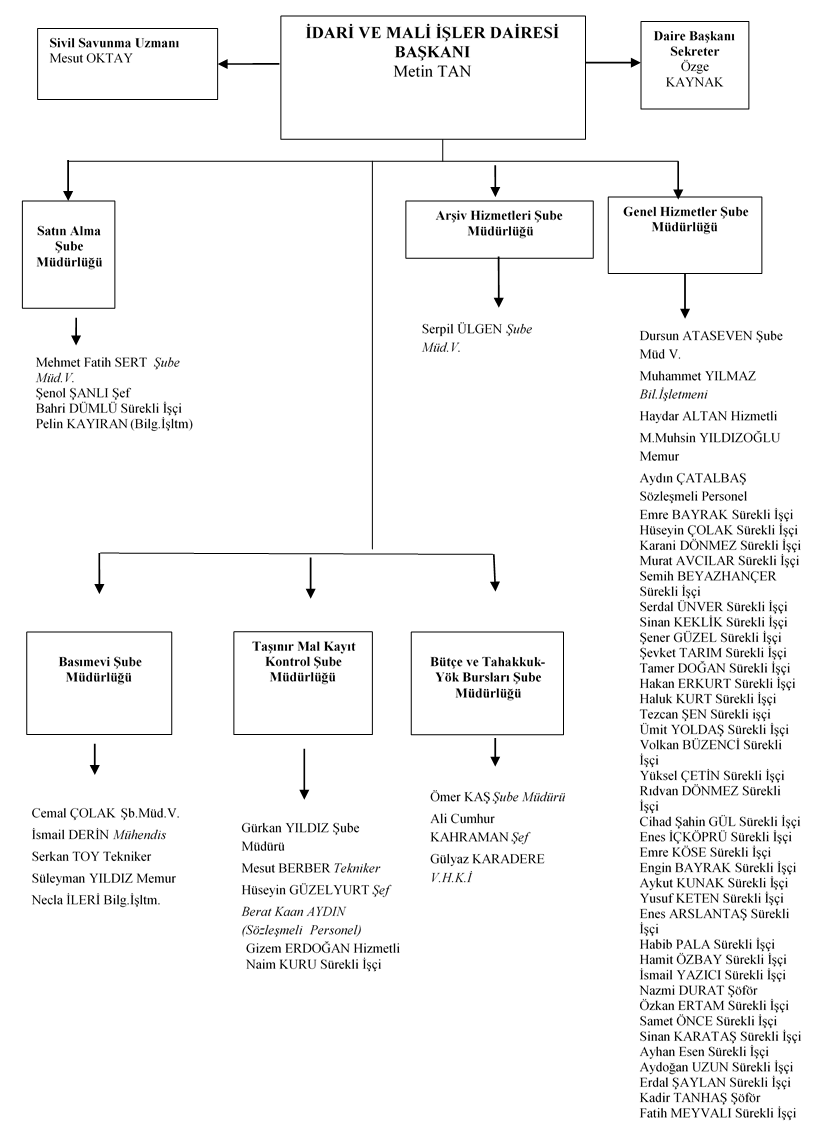 Sivil Savunma Uzmanı
Mesut OKTAY
İDARİ VE MALİ İŞLER DAİRESİ
BAŞKANI
Metin TAN
Daire Başkanı
Sekreter
Özge
KAYNAK
Satın Alma
Şube
Müdürlüğü
Mehmet Fatih SERT Şube
Müd.V.
Şenol ŞANLI Şef
Bahri DÜMLÜ Sürekli İşçi
Pelin KAYIRAN (Bilg.İşltm)
Arşiv Hizmetleri Şube
Müdürlüğü
Serpil ÜLGEN Şube
Müd.V.
Genel Hizmetler Şube
Müdürlüğü
Dursun ATASEVEN Şube
Müd V.
Muhammet YILMAZ
Bil.İşletmeni
Haydar ALTAN Hizmetli
M.Muhsin YILDIZOĞLU
Memur
Aydın ÇATALBAŞ
Sözleşmeli Personel
Emre BAYRAK Sürekli İşçi
Hüseyin ÇOLAK Sürekli İşçi
Karani DÖNMEZ Sürekli İşçi
Murat AVCILAR Sürekli İşçi
Semih BEYAZHANÇER
Sürekli İşçi
Serdal ÜNVER Sürekli İşçi
Sinan KEKLİK Sürekli İşçi
Şener GÜZEL Sürekli İşçi
Şevket TARIM Sürekli İşçi
Tamer DOĞAN Sürekli İşçi
Hakan ERKURT Sürekli İşçi
Haluk KURT Sürekli İşçi
Tezcan ŞEN Sürekli işçi
Ümit YOLDAŞ Sürekli İşçi
Volkan BÜZENCİ Sürekli
İşçi
Yüksel ÇETİN Sürekli İşçi
Rıdvan DÖNMEZ Sürekli
İşçi
Cihad Şahin GÜL Sürekli İşçi
Enes İÇKÖPRÜ Sürekli İşçi
Emre KÖSE Sürekli İşçi
Engin BAYRAK Sürekli İşçi
Aykut KUNAK Sürekli İşçi
Yusuf KETEN Sürekli İşçi
Enes ARSLANTAŞ Sürekli
İşçi
Habib PALA Sürekli İşçi
Hamit ÖZBAY Sürekli İşçi
İsmail YAZICI Sürekli İşçi
Nazmi DURAT Şöför
Özkan ERTAM Sürekli İşçi
Samet ÖNCE Sürekli İşçi
Sinan KARATAŞ Sürekli İşçi
Ayhan Esen Sürekli İşçi
Aydoğan UZUN Sürekli İşçi
Erdal ŞAYLAN Sürekli İşçi
Kadir TANHAŞ Şöför
Fatih MEYVALI Sürekli İşçi
Basımevi Şube
Müdürlüğü
Cemal ÇOLAK Şb.Müd.V.
İsmail DERİN Mühendis
Serkan TOY Tekniker
Süleyman YILDIZ Memur
Necla İLERİ Bilg.İşltm.
Taşınır Mal Kayıt
Kontrol Şube
Müdürlüğü
Gürkan YILDIZ Şube
Müdürü
Mesut BERBER Tekniker
Hüseyin GÜZELYURT Şef
Berat Kaan AYDIN
(Sözleşmeli Personel)
Gizem ERDOĞAN Hizmetli
Naim KURU Sürekli İşçi
Bütçe ve Tahakkuk-
Yök Bursları Şube
Müdürlüğü
Ömer KAŞ Şube Müdürü
Ali Cumhur
KAHRAMAN Şef
Gülyaz KARADERE
V.H.K.İ